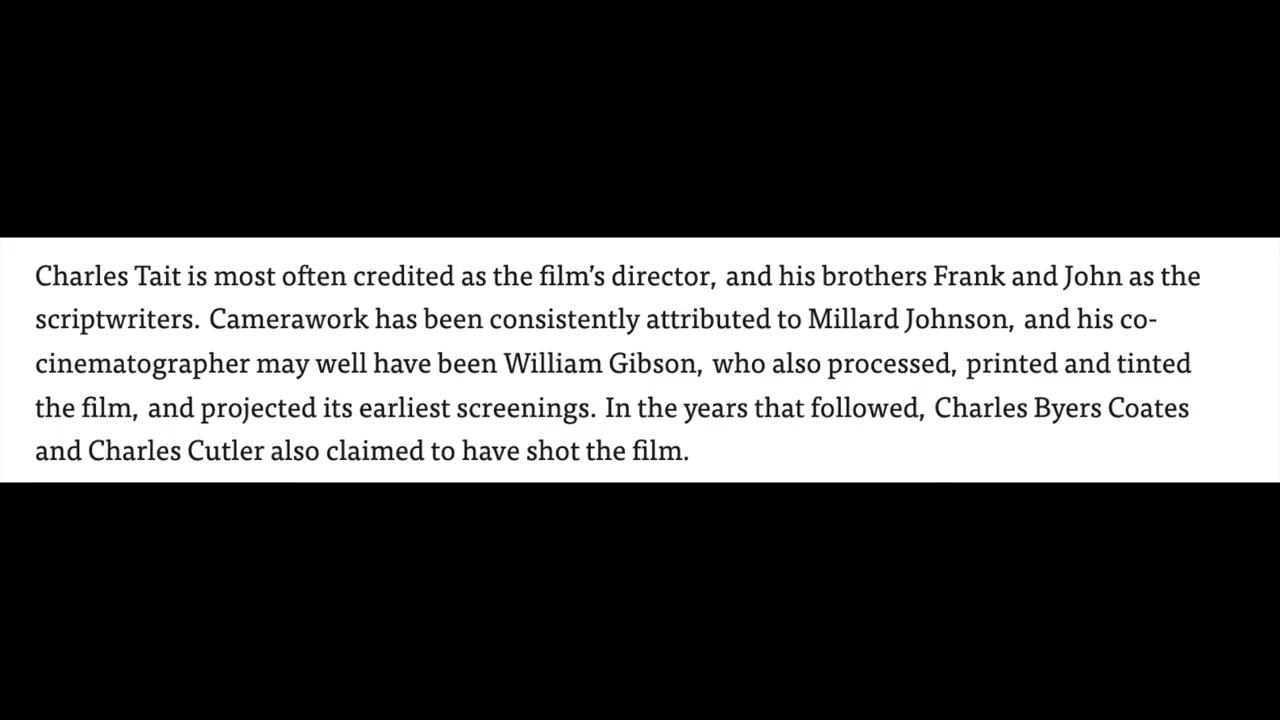 Charles Tait is most often credited as the film’s director, and his brothers Frank and John as the
scriptwriters. Camerawork has been consistently attributed to Millard Johnson, and his co-
cinematographer may well have been William Gibson, who also processed, printed and tinted
the film, and projected its earliest screenings. In the years that followed, Charles Byers Coates
and Charles Cutler also claimed to have shot the film.